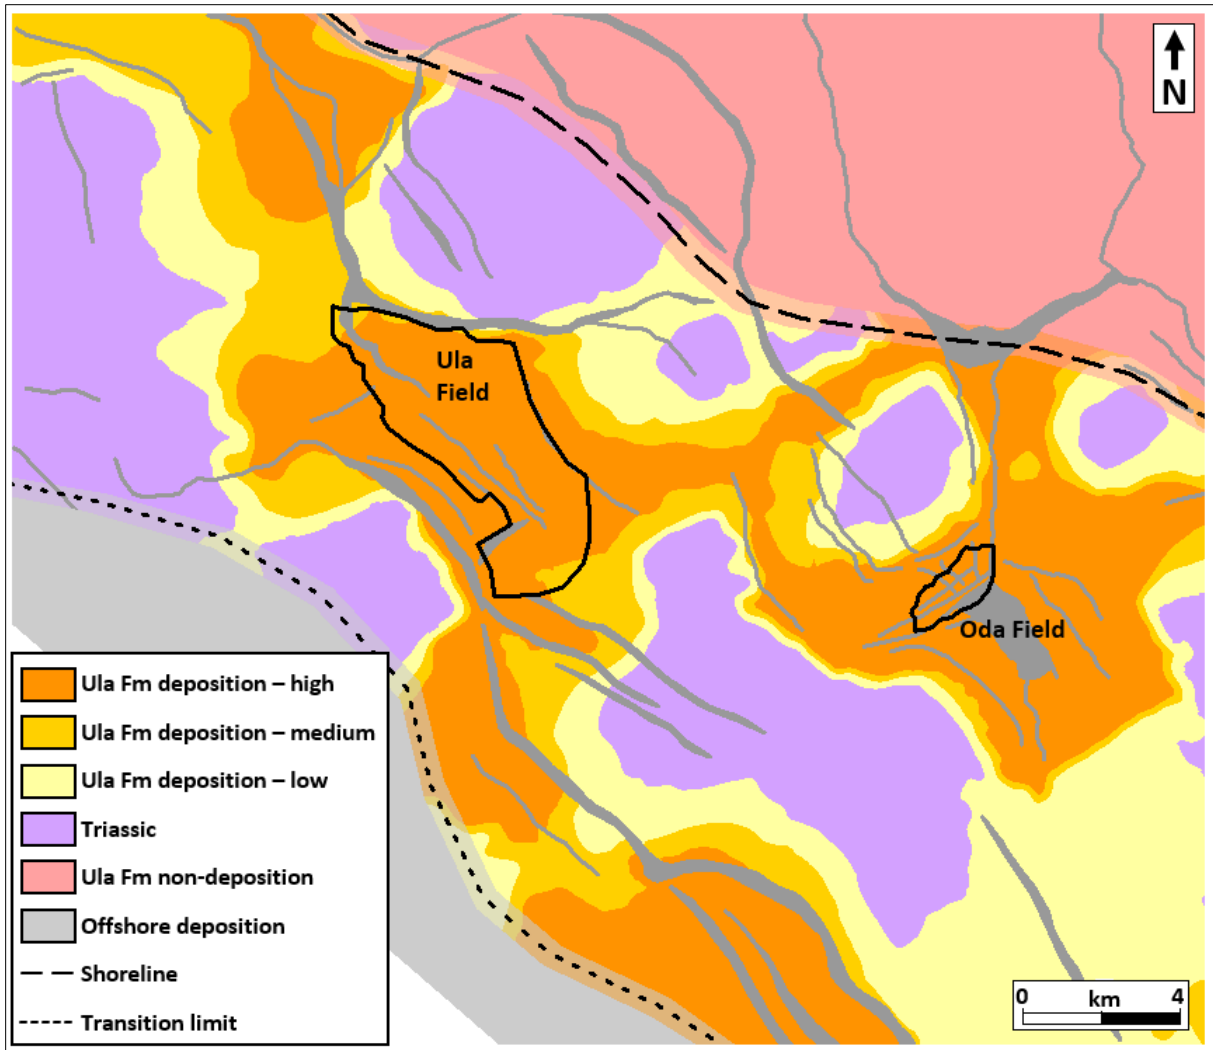 N
Ula
Field
Oda Field
Ula Fm deposition – high
Ula Fm deposition – medium
Ula Fm deposition – low
Triassic
Ula Fm non-deposition
Offshore deposition
Shoreline
Transition limit
0 km 4